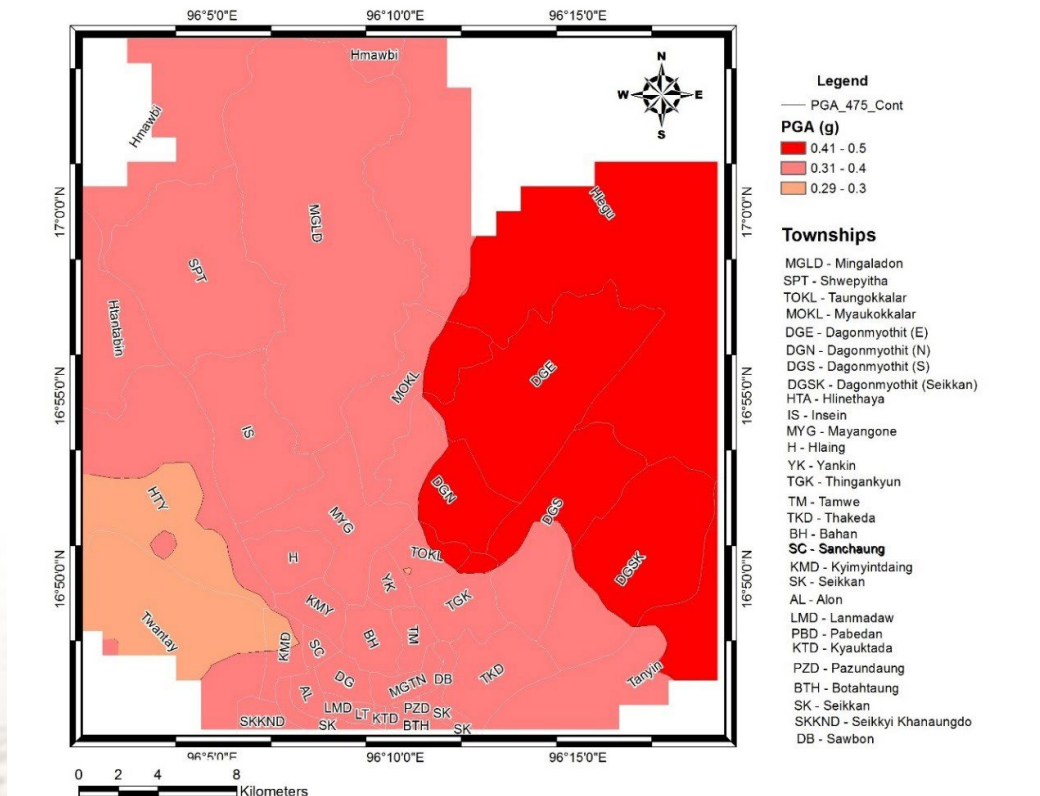 96°5'0"E 96°10'0"E 96°15'0"E
Hmawbi
Hmawbi
N
W E
S
Hlegu
17°0'0"N
17°0'0"N
MGLD
SPT
Htantabin
MOKL
DGE
16°55'0"N
16°55'0"N
IS
HTY
DGN
MYG
DGS
H
TOKL
YK
DGSK
16°50'0"N
16°50'0"N
KMY
TGK
Twantay
KMD
SC
BH
TM
DG
MGTN
DB
TKD
Tanyin
AL
LMD
LT
KTD
PZD
SK
SKKND
SK
BTH
SK
96°5'0"E 96°10'0"E 96°15'0"E
0 2 4 8
Kilometers
Legend
PGA_475_Cont
PGA (g)
0.41 - 0.5
0.31 - 0.4
0.29 - 0.3
Townships
MGLD - Mingaladon
SPT - Shwepyitha
TOKL - Taungokkalar
MOKL - Myaukokkalar
DGE - Dagonmyothit (E)
DGN - Dagonmyothit (N)
DGS - Dagonmyothit (S)
DGSK - Dagonmyothit (Seikkan)
HTA - Hlinethaya
IS - Insein
MYG - Mayangone
H - Hlaing
YK - Yankin
TGK - Thingankyun
TM - Tamwe
TKD - Thakeda
BH - Bahan
SC - Sanchaung
KMD - Kyimyintdaing
SK - Seikkan
AL - Alon
LMD - Lanmadaw
PBD - Pabedan
KTD - Kyauktada
PZD - Pazundaung
BTH - Botahtaung
SK - Seikkan
SKKND - Seikkyi Khanaungdo
DB - Sawbon